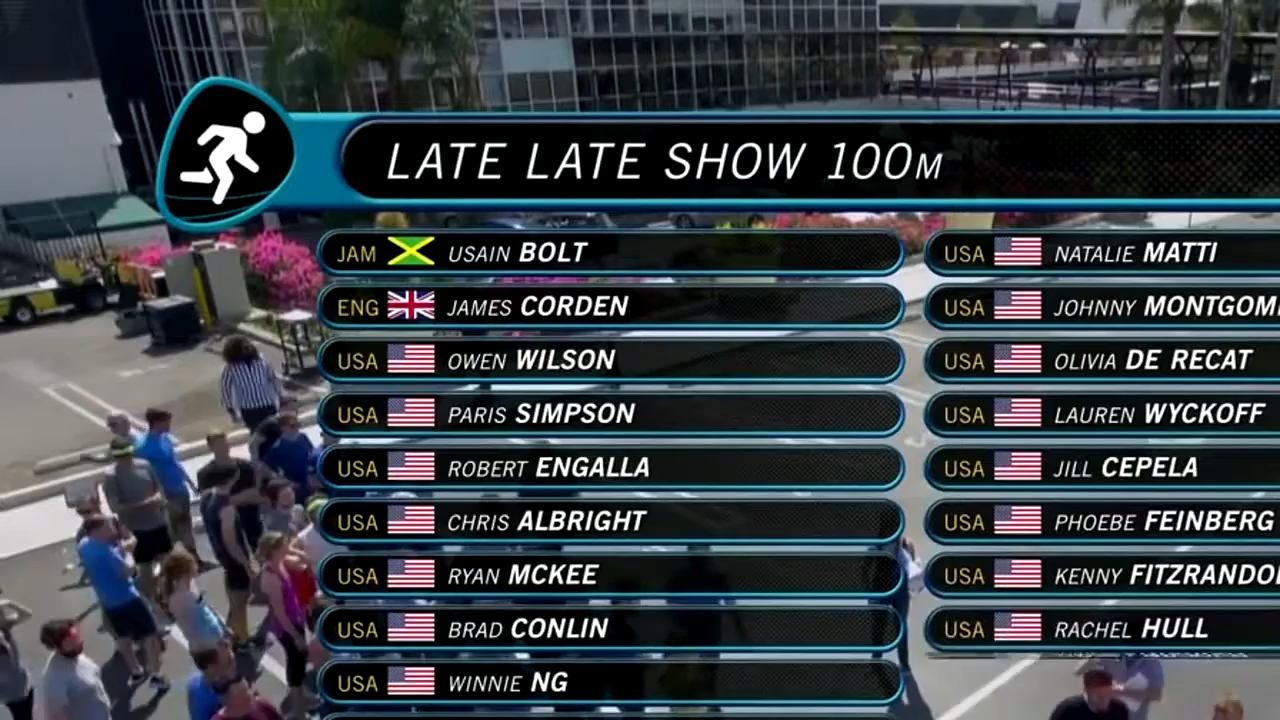 LATE LATE SHOW 100M
JAM USAIN BOLT
ENG JAMES CORDEN
USA OWEN WILSON
USA PARIS SIMPSON
USA ROBERT ENGALLA
USA CHRIS ALBRIGHT
USA RYAN MCKEE
USA BRAD CONLIN
USA WINNIE NG
USA NATALIE MATTI
USA JOHNNY
USA OLIVIA DE RECAT
USA LAUREN WYCKOFF
USA JILL CEPELA
USA PHOEBE FEINBERG
USA KENNY
USA RACHEL HULL